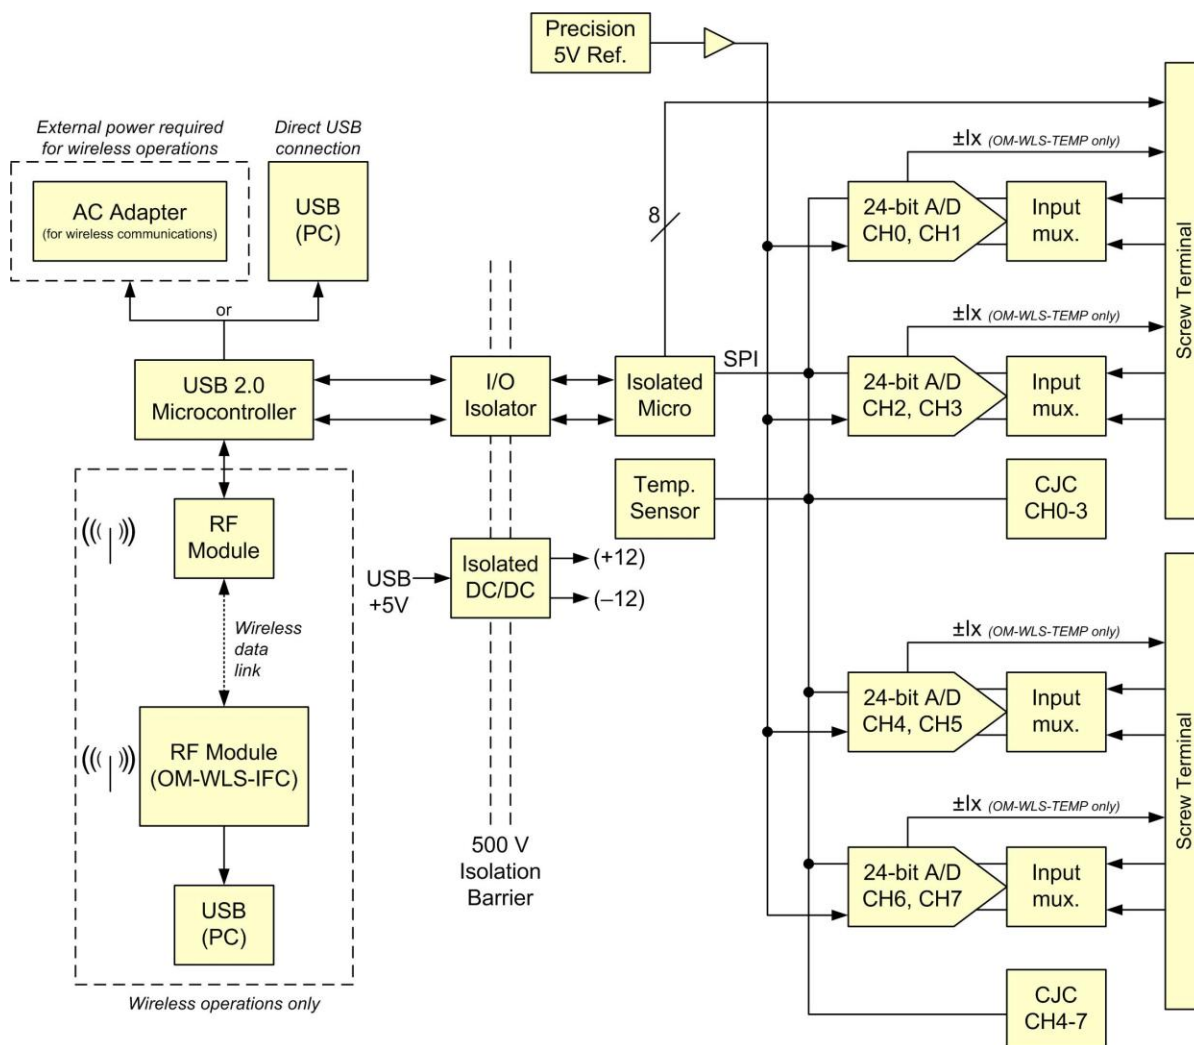 Precision
5V Ref.
External power required
for wireless operations
Direct USB
connection
AC Adapter
(for wireless communications)
USB
(PC)
or
USB 2.0
Microcontroller
I/O
Isolator
Isolated
Micro
8
SPI
±Ix (OM-WLS-TEMP only)
24-bit A/D
CH0, CH1
Input
mux.
±Ix (OM-WLS-TEMP only)
24-bit A/D
CH2, CH3
Input
mux.
Screw Terminal
Temp.
Sensor
CJC
CH0-3
RF
Module
USB
+5V
Isolated
DC/DC
(+12)
(–12)
Wireless
data
link
RF Module
(OM-WLS-IFC)
500 V
Isolation
Barrier
USB
(PC)
Wireless operations only
±Ix (OM-WLS-TEMP only)
24-bit A/D
CH4, CH5
Input
mux.
±Ix (OM-WLS-TEMP only)
24-bit A/D
CH6, CH7
Input
mux.
Screw Terminal
CJC
CH4-7